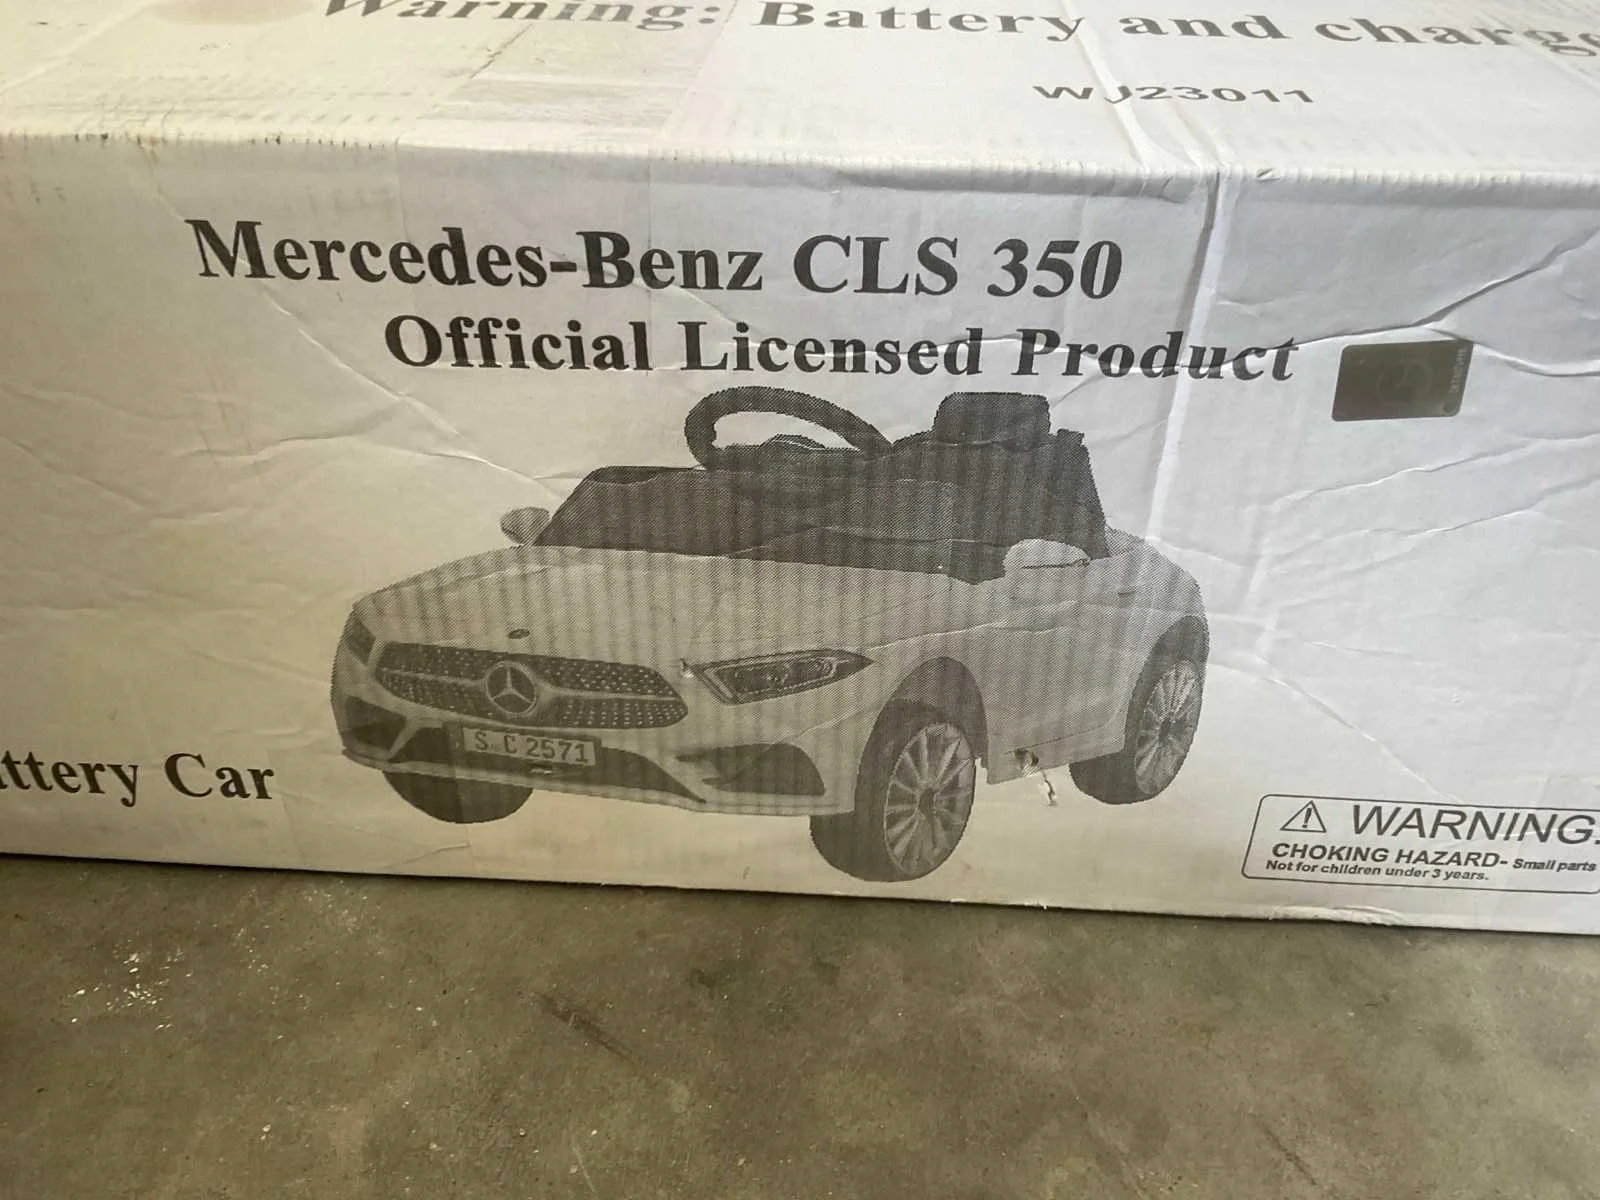 Warning: Battery and charge
WJ23011
Mercedes-Benz CLS 350
Official Licensed Product
S C 2571
ttery Car
WARNING
CHOKING HAZARD- Small parts
Not for children under 3 years.